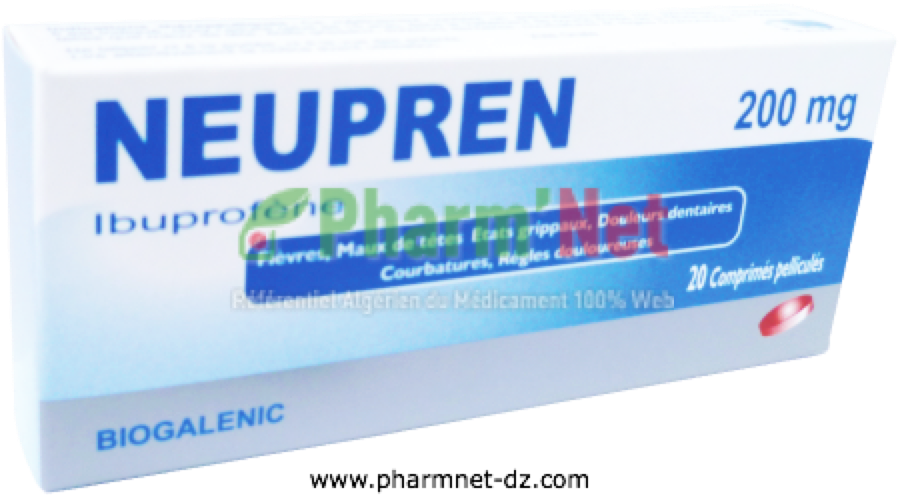 NEUPREN
200 mg
Ibuprofène
Pharm'Net
Fièvres, Maux de têtes Etats grippaux, Douleurs dentaires
Courbatures, Règles douloureuses
20 Comprimés pelliculés
Référentiel Algérien du Médicament 100% Web
BIOGALENIC
www.pharmnet-dz.com